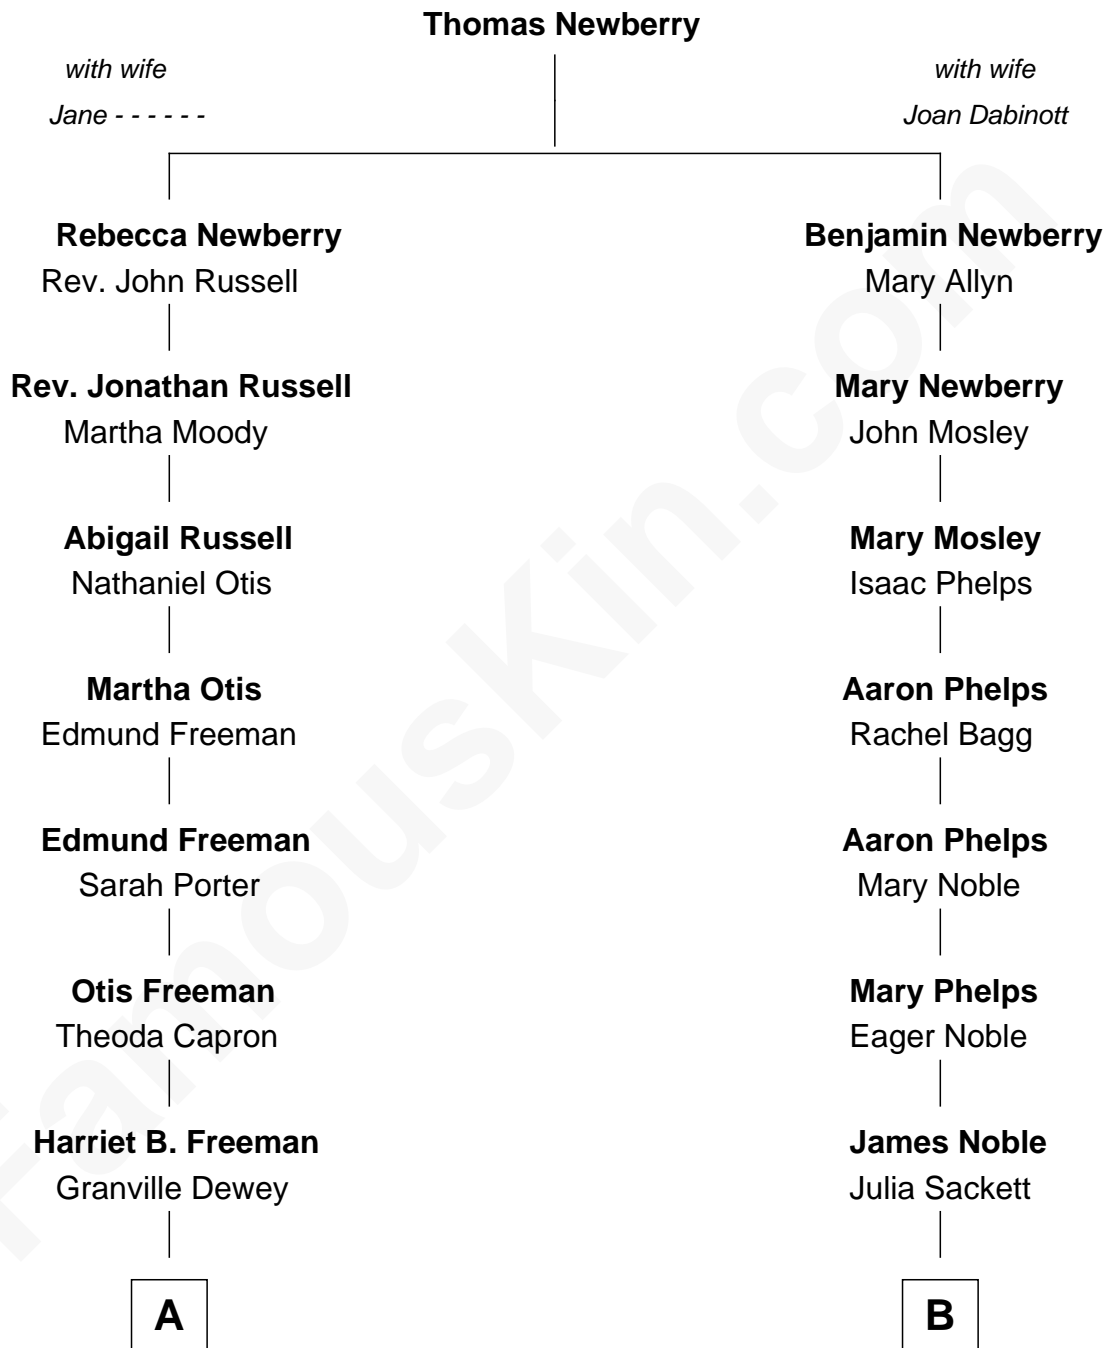 Thomas Newberry
with wife
Jane - - - - - -
with wife
Joan Dabinott
Rebecca Newberry
Rev. John Russell
Benjamin Newberry
Mary Allyn
Rev. Jonathan Russell
Martha Moody
Mary Newberry
John Mosley
Abigail Russell
Nathaniel Otis
Mary Mosley
Isaac Phelps
Martha Otis
Edmund Freeman
Aaron Phelps
Rachel Bagg
Edmund Freeman
Sarah Porter
Aaron Phelps
Mary Noble
Otis Freeman
Theoda Capron
Mary Phelps
Eager Noble
Harriet B. Freeman
Granville Dewey
James Noble
Julia Sackett
A
B
FamousKin.com